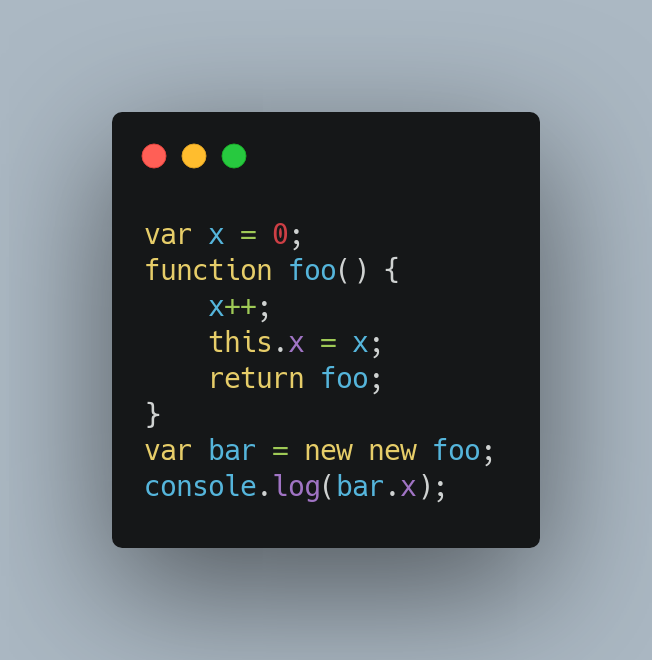 var x = 0;
function foo() {
    x++;
    this.x = x;
    return foo;
}
var bar = new new foo;
console.log(bar.x);